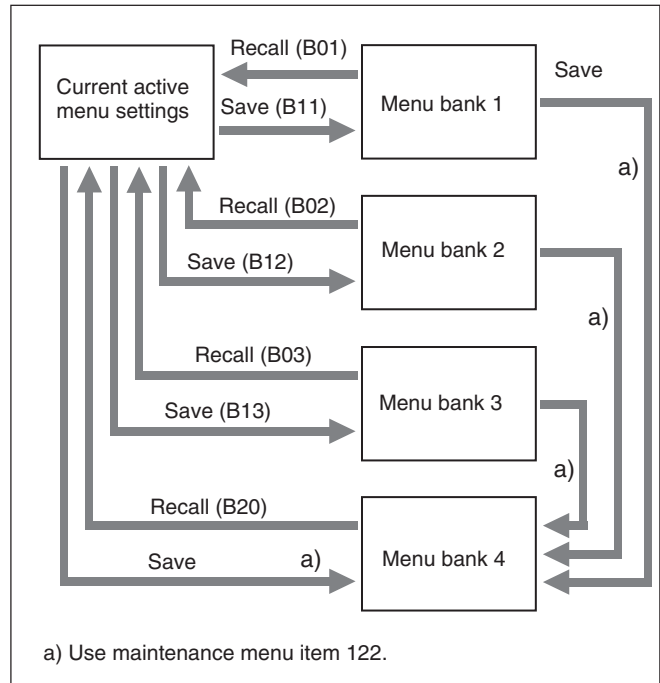 Recall (B01)
Current active
menu settings
Save (B11)
Menu bank 1
Save
a)
Recall (B02)
Save (B12)
Menu bank 2
a)
Recall (B03)
Save (B13)
Menu bank 3
a)
Recall (B20)
Save
a)
Menu bank 4
a) Use maintenance menu item 122.